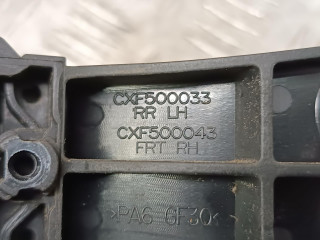 CXF500033
RR LH
CXF500043
FRT RH
>PA6 GF30<